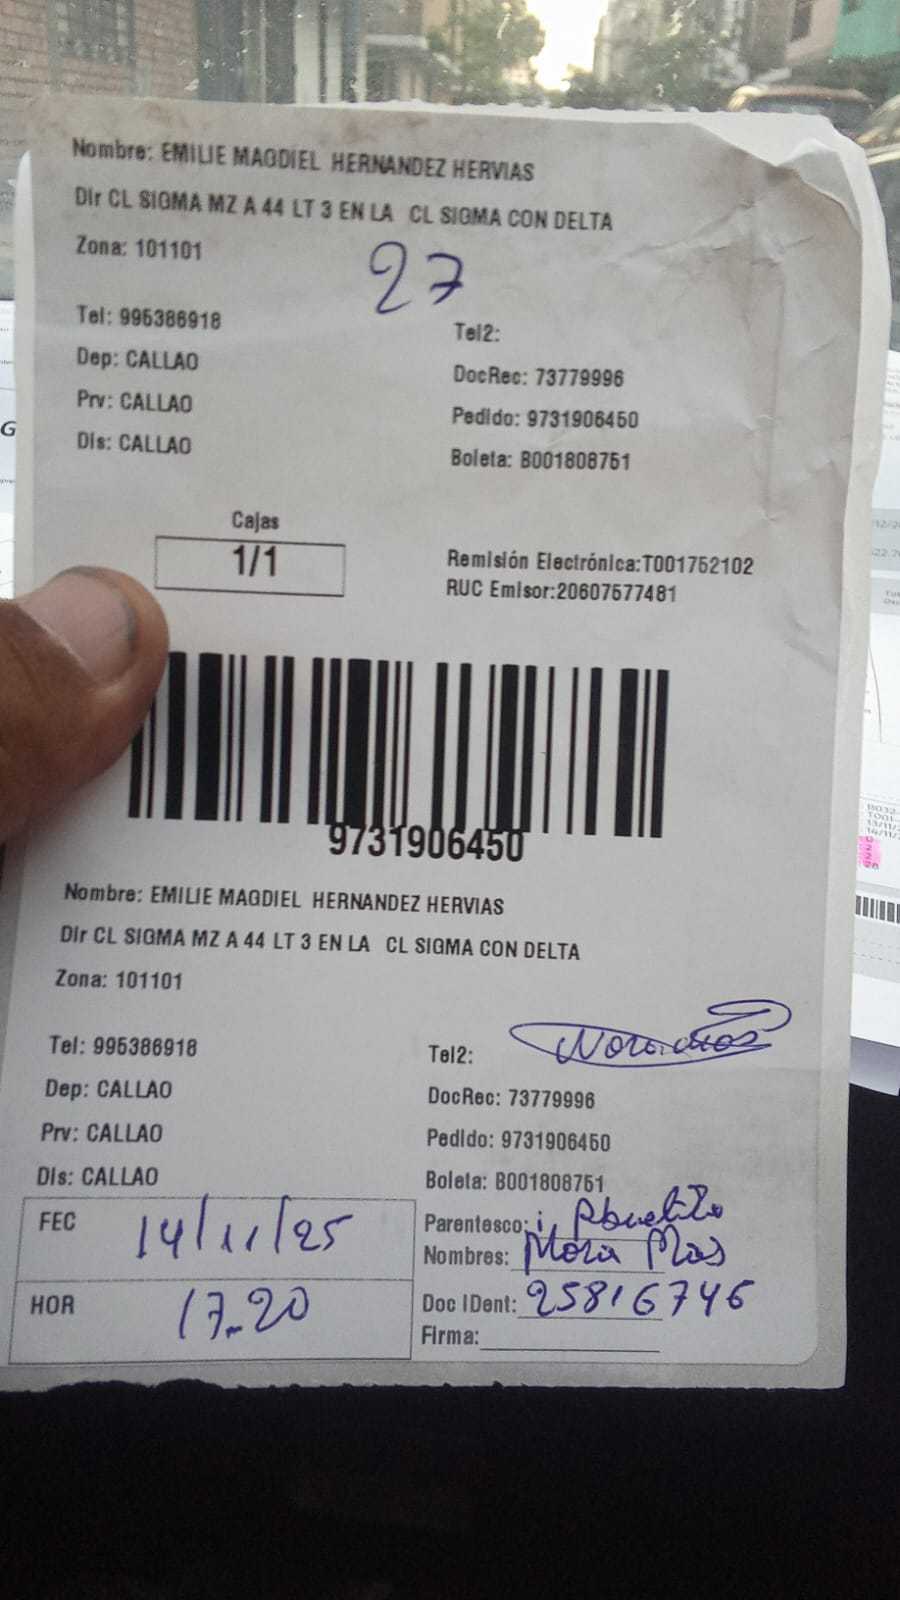 Nombre: EMILIE MAGDIEL HERNANDEZ HERVIAS
Dir CL SIGMA MZ A 44 LT 3 EN LA CL SIGMA CON DELTA
Zona: 101101
27
Tel: 995386918
Tel2:
Dep: CALLAO
DocRec: 73779996
Prv: CALLAO
Pedido: 9731906450
Dis: CALLAO
Boleta: B001808751
Cajas
1/1
Remisión Electrónica:T001752102
RUC Emisor:20607577481
9731906450
Nombre: EMILIE MAGDIEL HERNANDEZ HERVIAS
Dir CL SIGMA MZ A 44 LT 3 EN LA CL SIGMA CON DELTA
Zona: 101101
Tel: 995386918
Tel2:
Dep: CALLAO
DocRec: 73779996
Prv: CALLAO
Pedido: 9731906450
Dis: CALLAO
Boleta: B001808751
FEC 14/11/25
Parentesco:
Nombres:
HOR 17-20
Doc IDent: 25816746
Firma: